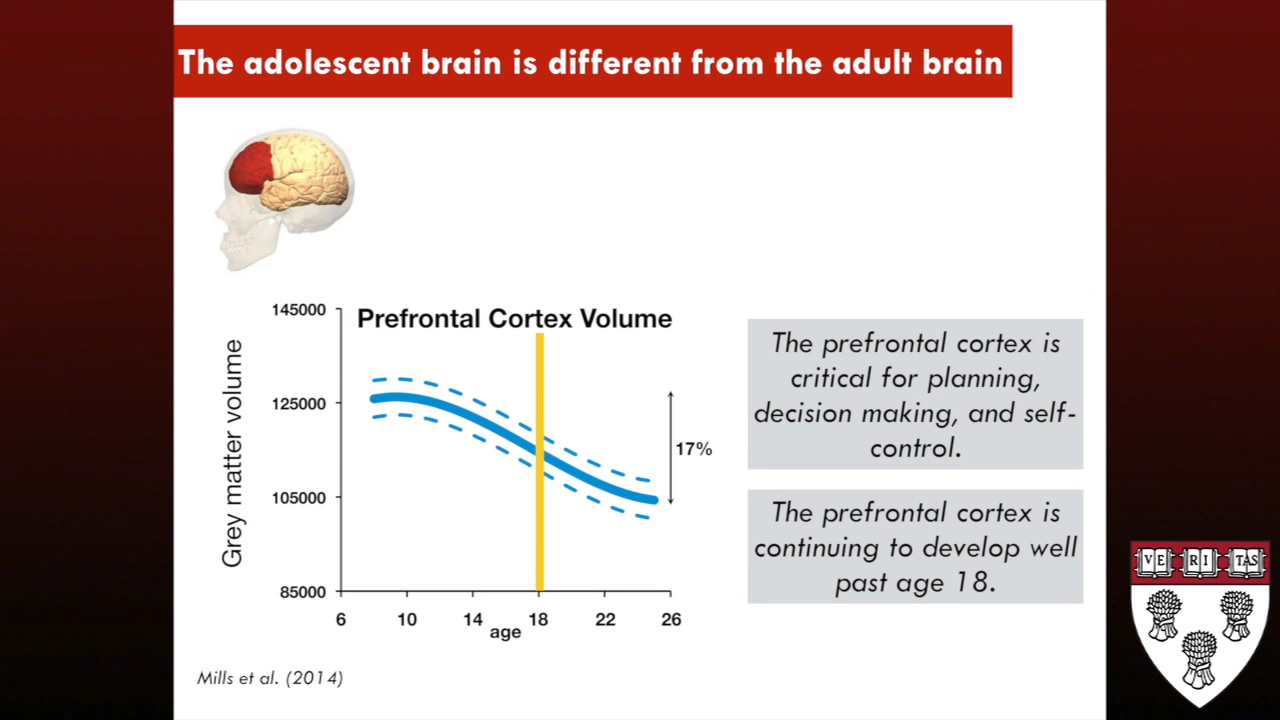 The adolescent brain is different from the adult brain
Prefrontal Cortex Volume
Grey matter volume
145000
125000
105000
85000
6 10 14 18 22 26
age
17%
The prefrontal cortex is
critical for planning,
decision making, and self-
control.
The prefrontal cortex is
continuing to develop well
past age 18.
Mills et al. (2014)
VE RI TAS